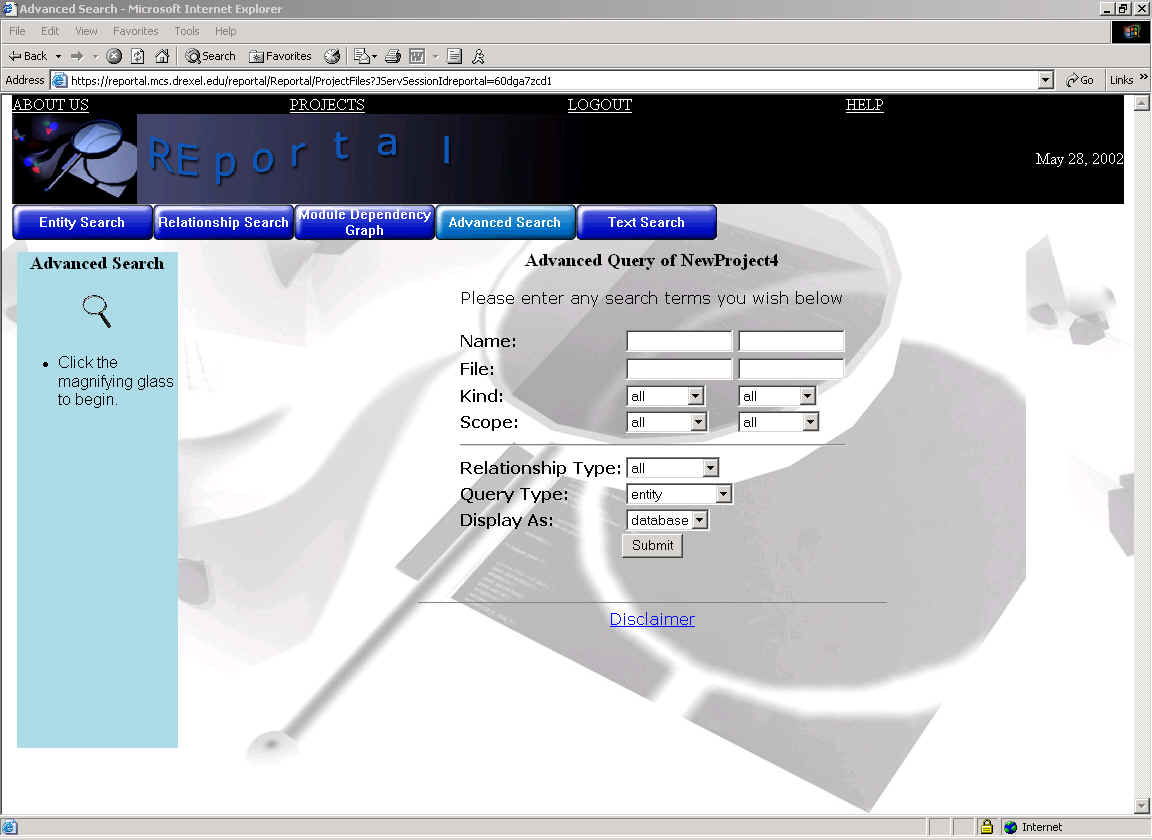 Advanced Search - Microsoft Internet Explorer
File Edit View Favorites Tools Help
Back Search Favorites
Address https://reportal.mcs.drexel.edu/reportal/Reportal/ProjectFiles?JServSessionIdreportal=60dga7zcd1 Go Links »
ABOUT US PROJECTS LOGOUT HELP
REportal
May 28, 2002
Entity Search Relationship Search Module Dependency Graph Advanced Search Text Search
Advanced Search
• Click the
magnifying glass
to begin.
Advanced Query of NewProject4
Please enter any search terms you wish below
Name:
File:
Kind: all all
Scope: all all
Relationship Type: all
Query Type: entity
Display As: database
Submit
Disclaimer
Internet